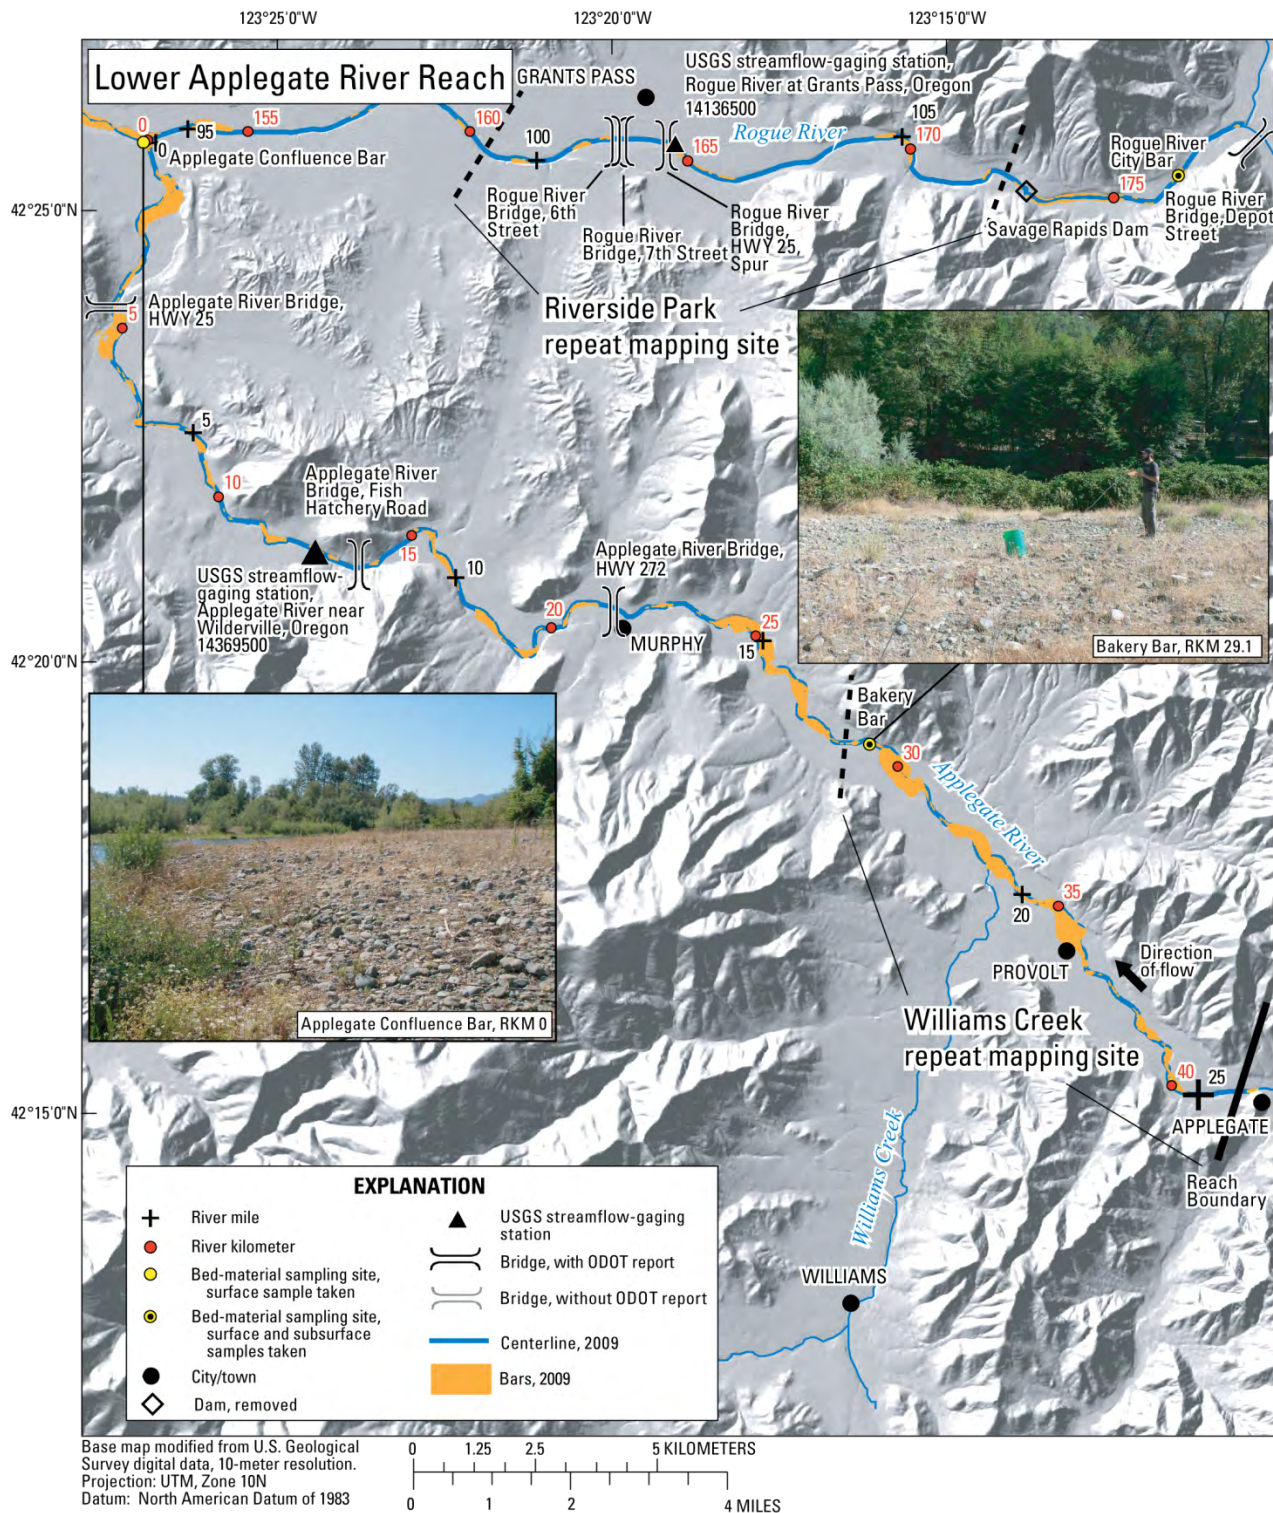 123°25'0"W
123°20'0"W
123°15'0"W
Lower Applegate River Reach
GRANTS PASS
USGS streamflow-gaging station,
Rogue River at Grants Pass, Oregon
14136500
0
0
95
155
160
100
165
Rogue River
105
170
175
Applegate Confluence Bar
Rogue River
City Bar
Rogue River
Bridge, Depot
Street
Savage Rapids Dam
Rogue River
Bridge, 6th
Street
Rogue River
Bridge, 7th Street
Rogue River
Bridge,
HWY 25,
Spur
42°25'0"N
Applegate River Bridge,
HWY 25
5
Riverside Park
repeat mapping site
5
10
Applegate River
Bridge, Fish
Hatchery Road
15
10
USGS streamflow-
gaging station,
Applegate River near
Wilderville, Oregon
14369500
Applegate River Bridge,
HWY 272
20
MURPHY
25
15
Bakery Bar, RKM 29.1
42°20'0"N
Bakery
Bar
30
Applegate River
35
20
PROVOLT
Direction
of flow
Applegate Confluence Bar, RKM 0
Williams Creek
repeat mapping site
40
25
APPLEGATE
42°15'0"N
Reach
Boundary
Williams Creek
WILLIAMS
EXPLANATION
River mile
River kilometer
Bed-material sampling site,
surface sample taken
Bed-material sampling site,
surface and subsurface
samples taken
City/town
Dam, removed
USGS streamflow-gaging
station
Bridge, with ODOT report
Bridge, without ODOT report
Centerline, 2009
Bars, 2009
Base map modified from U.S. Geological
Survey digital data, 10-meter resolution.
Projection: UTM, Zone 10N
Datum: North American Datum of 1983
0 1.25 2.5 5 KILOMETERS
0 1 2 4 MILES